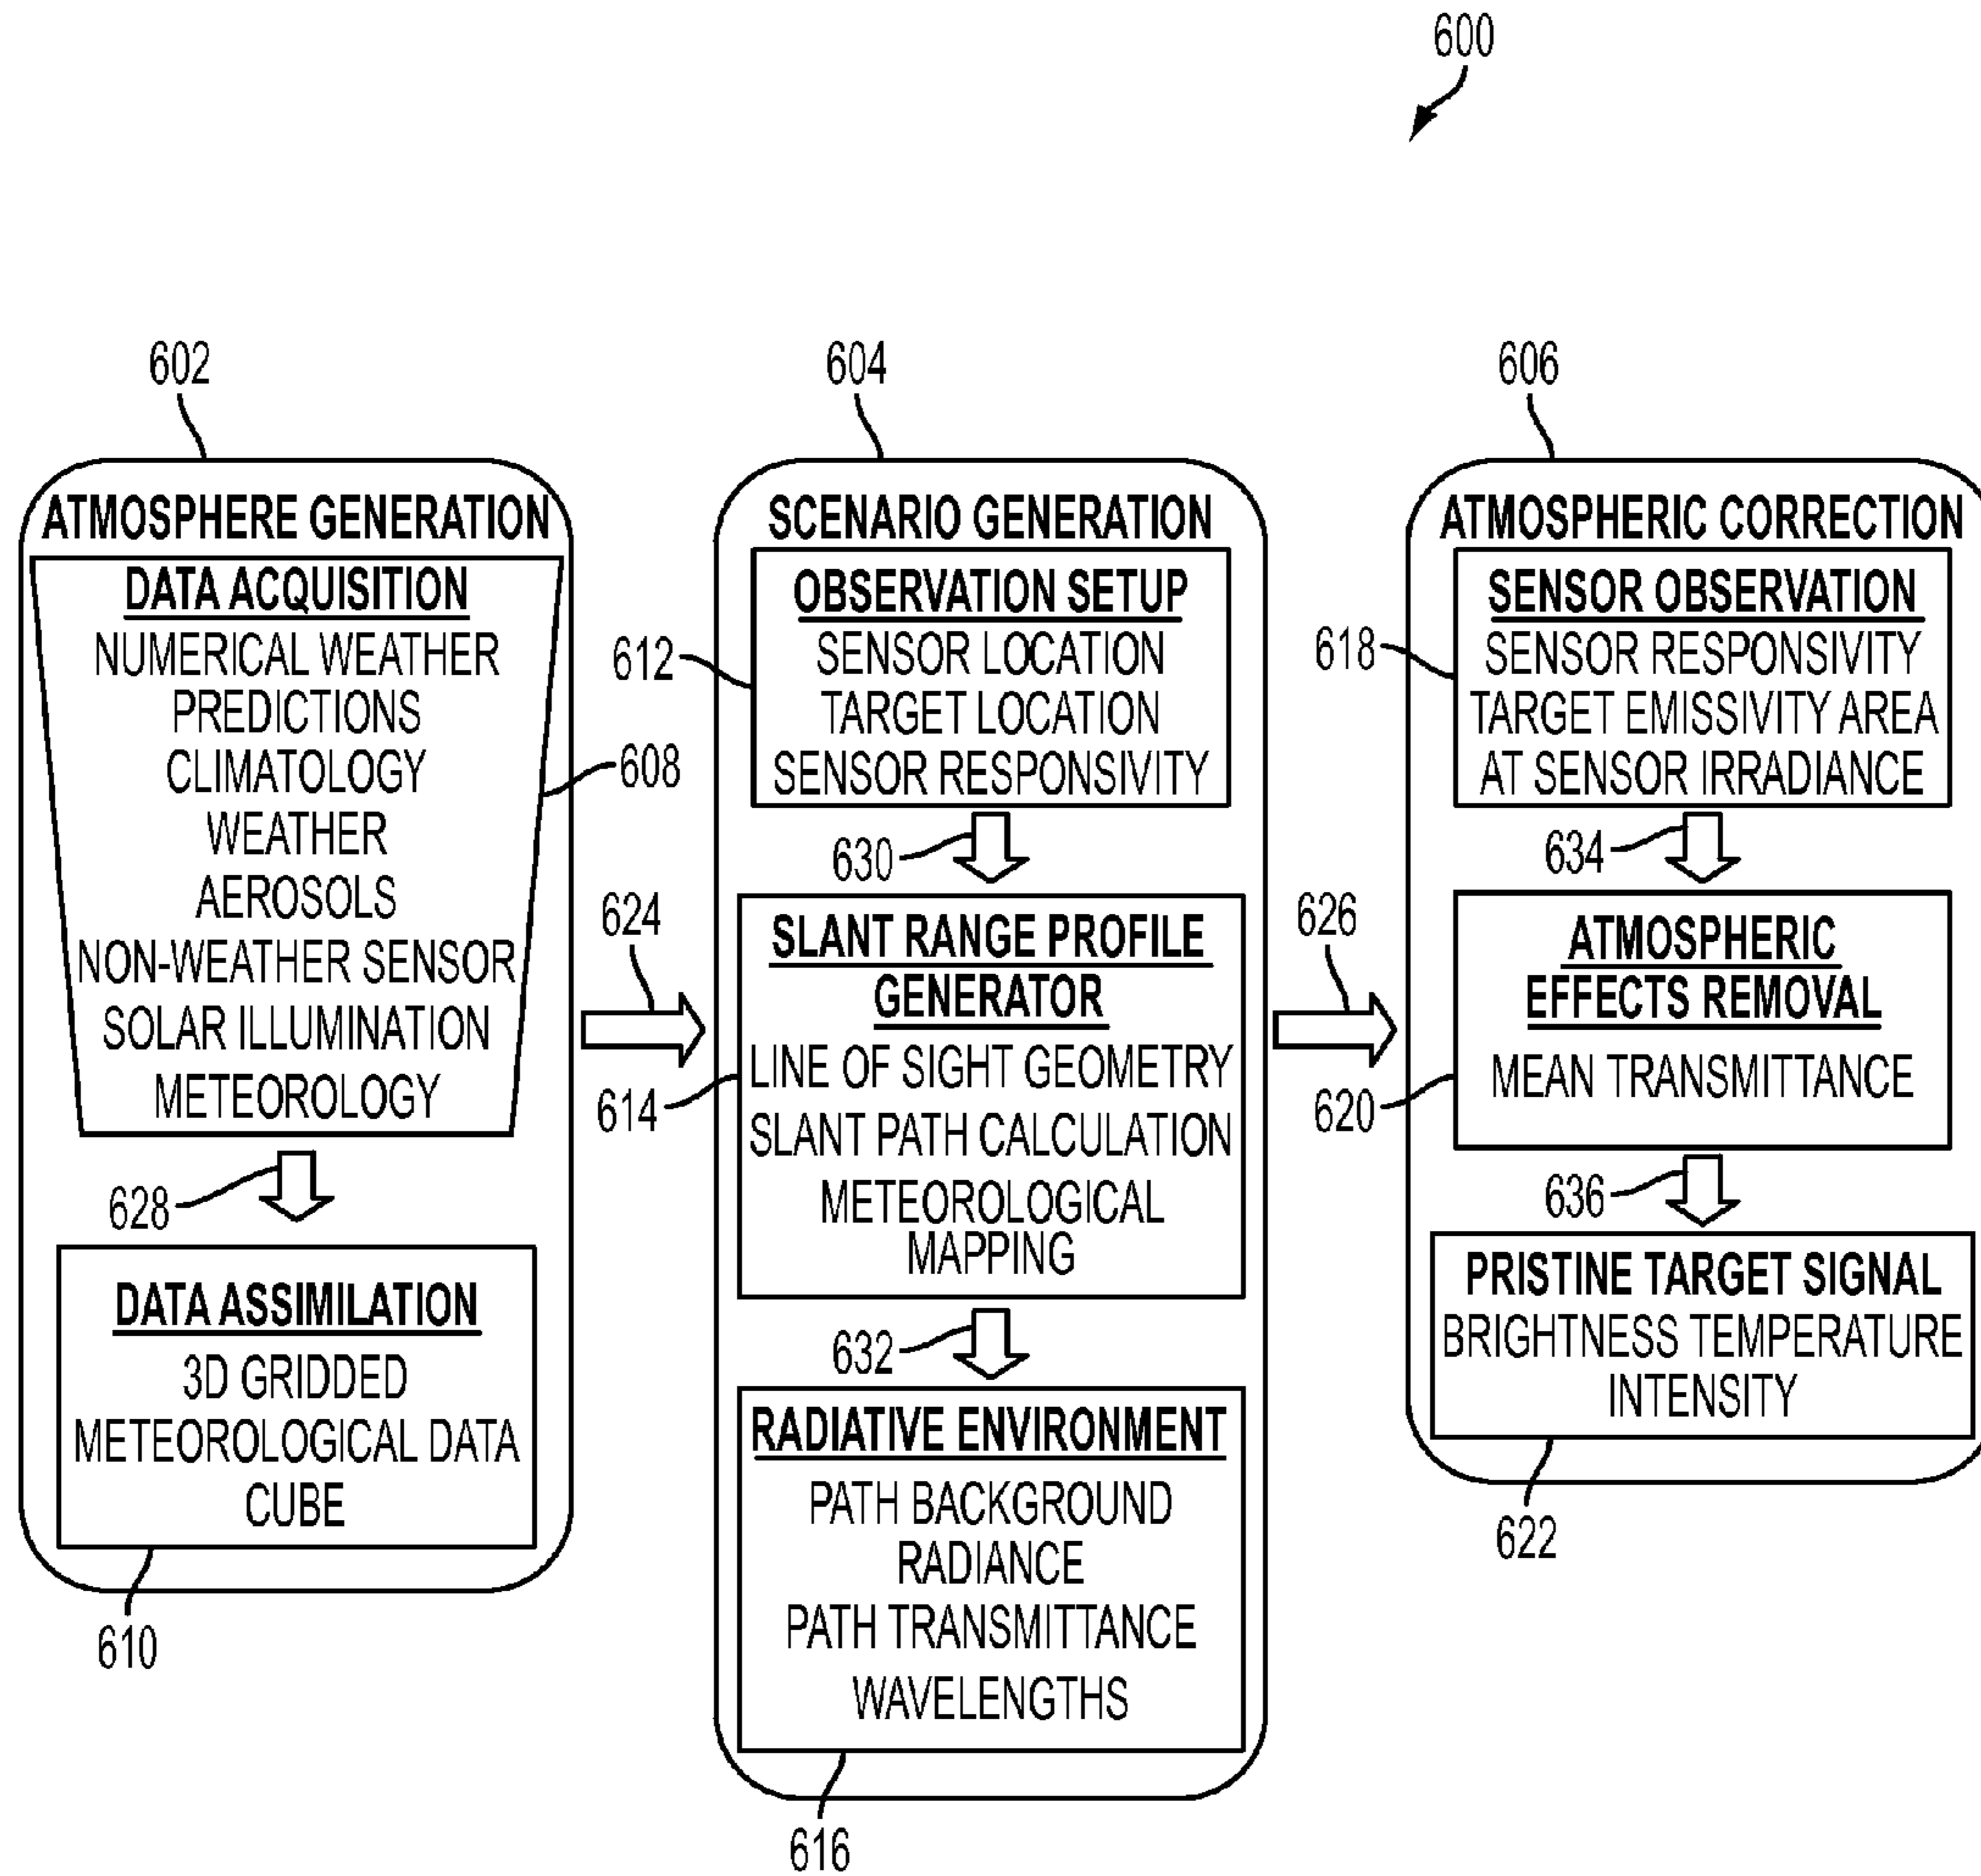 600
602
ATMOSPHERE GENERATION
DATA ACQUISITION
NUMERICAL WEATHER
PREDICTIONS
CLIMATOLOGY
WEATHER
AEROSOLS
NON-WEATHER SENSOR
SOLAR ILLUMINATION
METEOROLOGY
608
628
DATA ASSIMILATION
3D GRIDDED
METEOROLOGICAL DATA
CUBE
610
624
604
SCENARIO GENERATION
OBSERVATION SETUP
SENSOR LOCATION
TARGET LOCATION
SENSOR RESPONSIVITY
612
630
SLANT RANGE PROFILE
GENERATOR
LINE OF SIGHT GEOMETRY
SLANT PATH CALCULATION
METEOROLOGICAL
MAPPING
614
632
RADIATIVE ENVIRONMENT
PATH BACKGROUND
RADIANCE
PATH TRANSMITTANCE
WAVELENGTHS
616
626
606
ATMOSPHERIC CORRECTION
SENSOR OBSERVATION
SENSOR RESPONSIVITY
TARGET EMISSIVITY AREA
AT SENSOR IRRADIANCE
618
634
ATMOSPHERIC
EFFECTS REMOVAL
MEAN TRANSMITTANCE
620
636
PRISTINE TARGET SIGNAL
BRIGHTNESS TEMPERATURE
INTENSITY
622